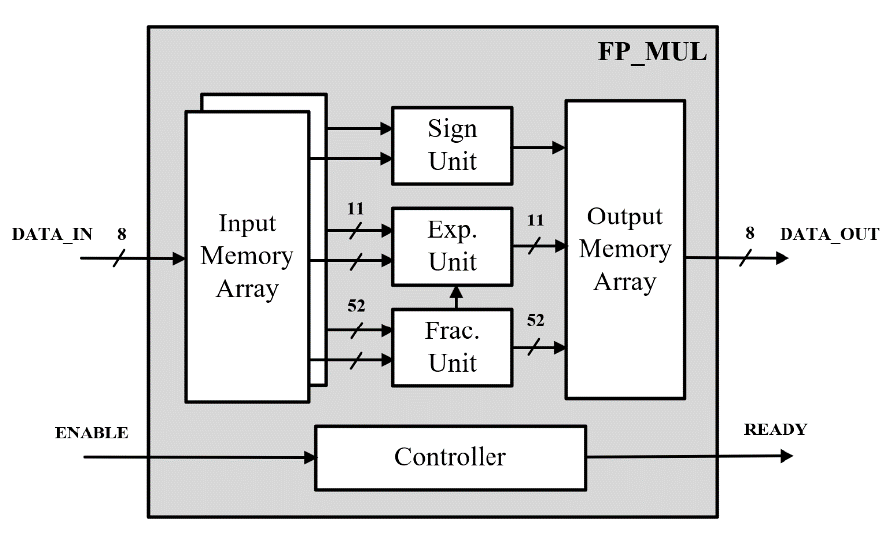 FP_MUL
Sign
Unit
DATA_IN
8
Input
Memory
Array
11
Exp.
Unit
11
Output
Memory
Array
8
DATA_OUT
52
Frac.
Unit
52
ENABLE
Controller
READY